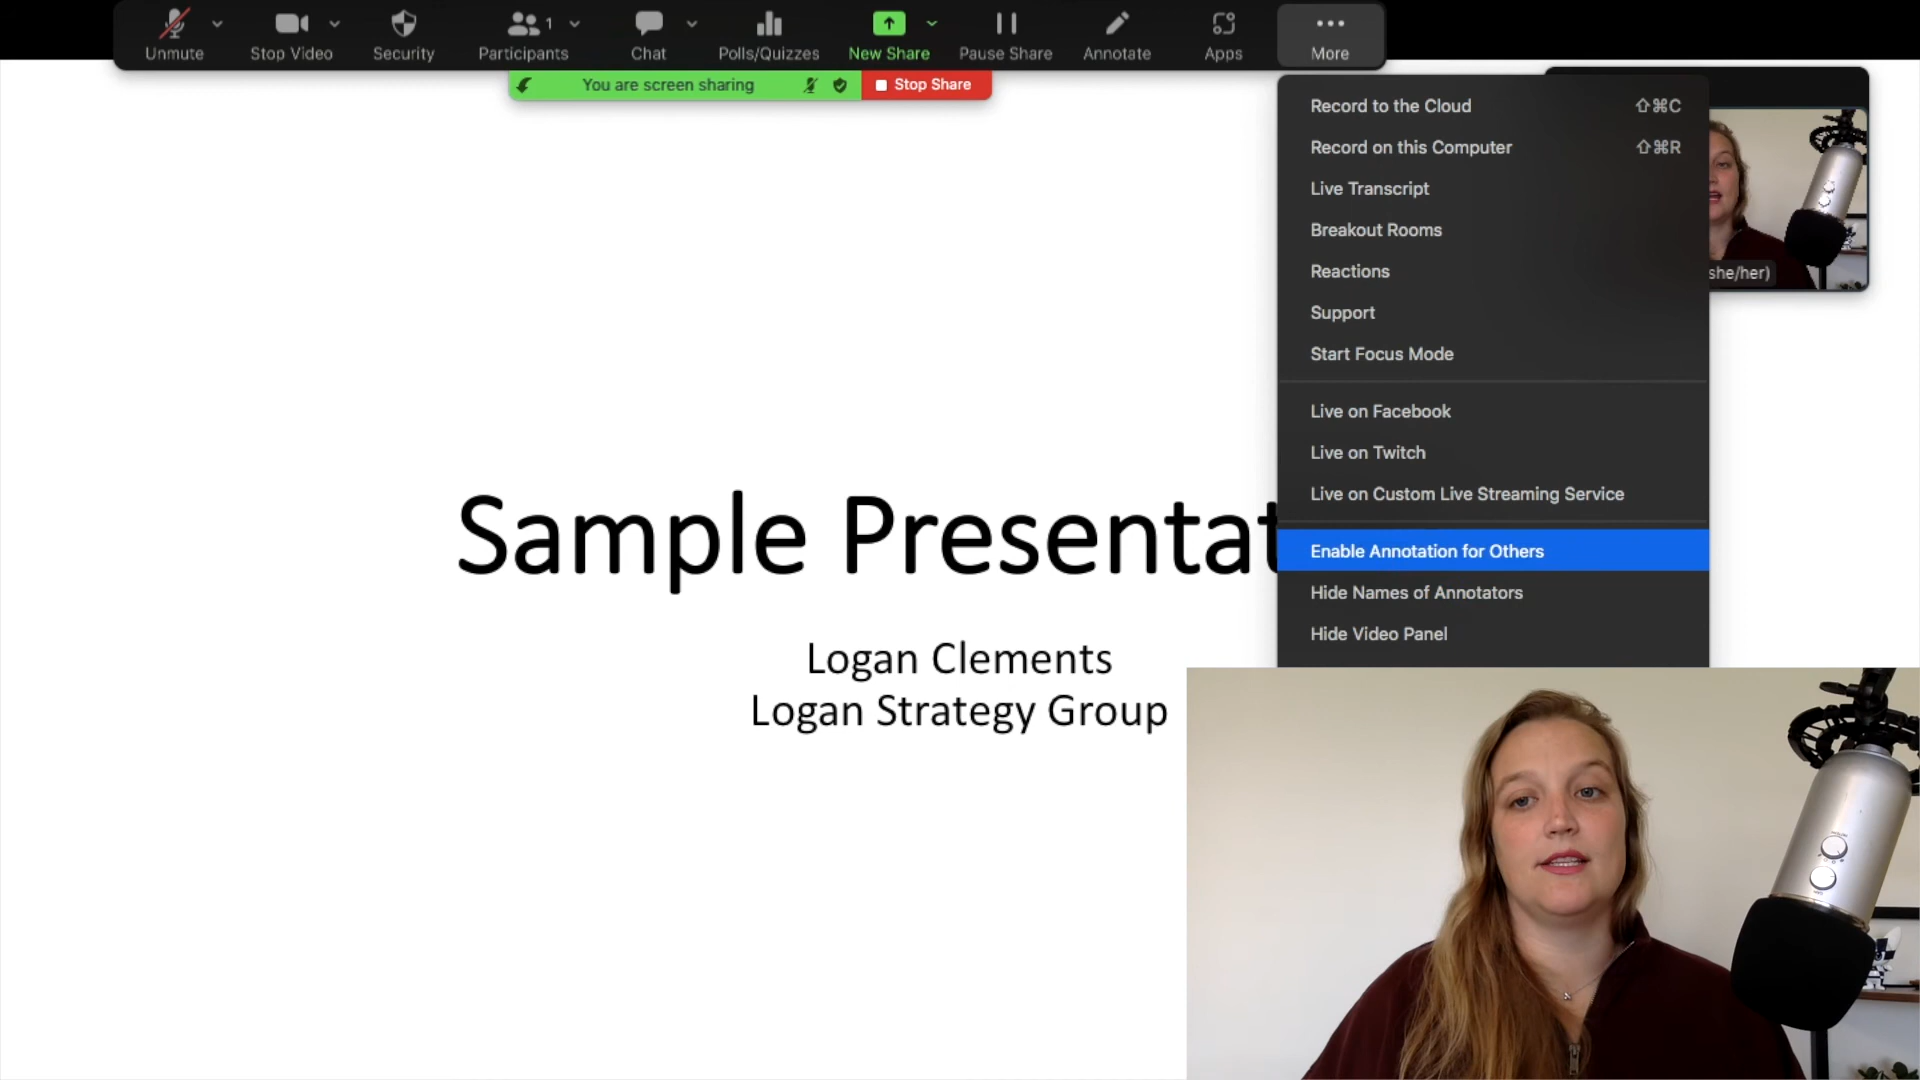 Unmute
Stop Video
Security
1
Participants
Chat
Polls/Quizzes
New Share
Pause Share
Annotate
Apps
More
You are screen sharing
Stop Share
Record to the Cloud ⇧⌘C
Record on this Computer ⇧⌘R
Live Transcript
Breakout Rooms
Reactions
Support
Start Focus Mode
Live on Facebook
Live on Twitch
Live on Custom Live Streaming Service
Enable Annotation for Others
Hide Names of Annotators
Hide Video Panel
she/her)
Sample Presentat
Logan Clements
Logan Strategy Group